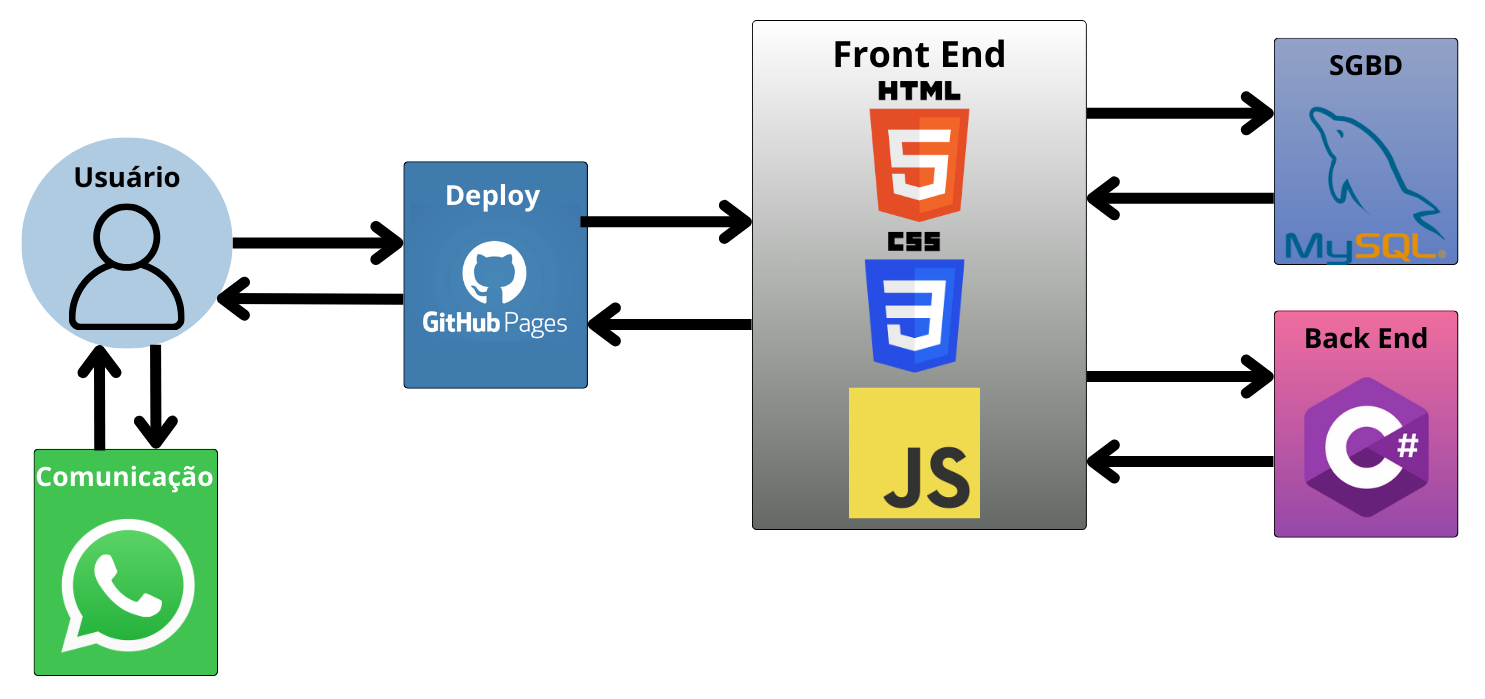 Usuário
Comunicação
Deploy
GitHub Pages
Front End
HTML
5
CSS
3
JS
SGBD
MySQL®
Back End
C#